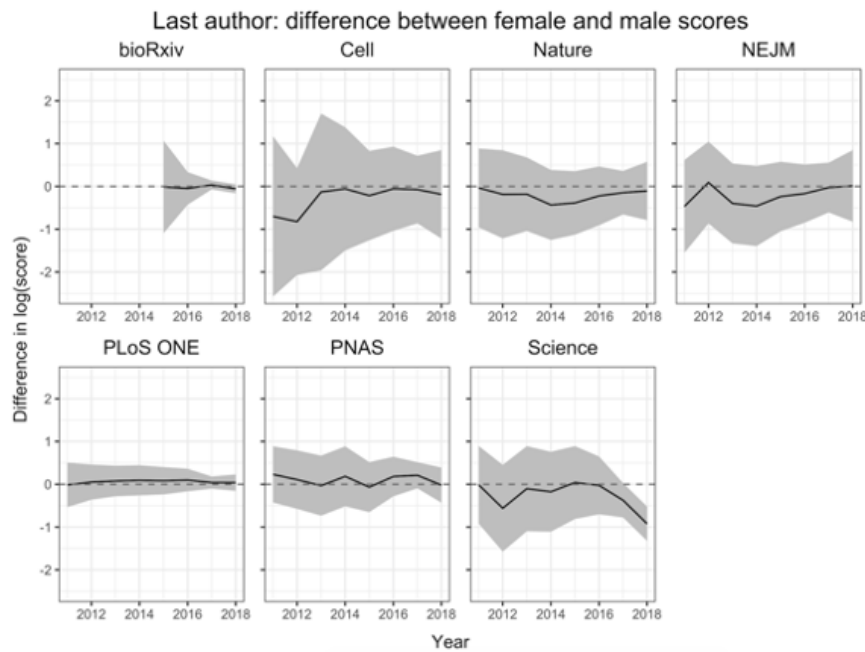 Last author: difference between female and male scores
bioRxiv
Cell
Nature
NEJM
2
1
0
-1
-2
2012 2014 2016 2018
2012 2014 2016 2018
2012 2014 2016 2018
2012 2014 2016 2018
PLoS ONE
PNAS
Science
2
1
0
-1
-2
2012 2014 2016 2018
2012 2014 2016 2018
2012 2014 2016 2018
Difference in log(score)
Year